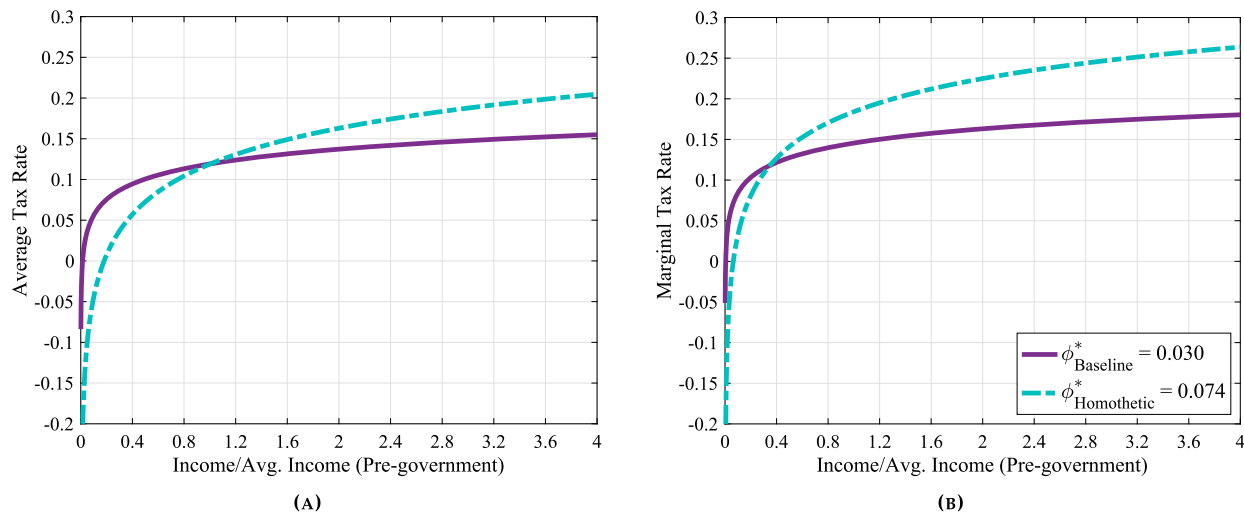 0.3
0.25
0.2
0.15
0.1
0.05
0
-0.05
-0.1
-0.15
-0.2
Average Tax Rate
0 0.4 0.8 1.2 1.6 2 2.4 2.8 3.2 3.6 4
Income/Avg. Income (Pre-government)
(A)
0.3
0.25
0.2
0.15
0.1
0.05
0
-0.05
-0.1
-0.15
-0.2
Marginal Tax Rate
ϕ*Baseline = 0.030
ϕ*Homothetic = 0.074
0 0.4 0.8 1.2 1.6 2 2.4 2.8 3.2 3.6 4
Income/Avg. Income (Pre-government)
(B)